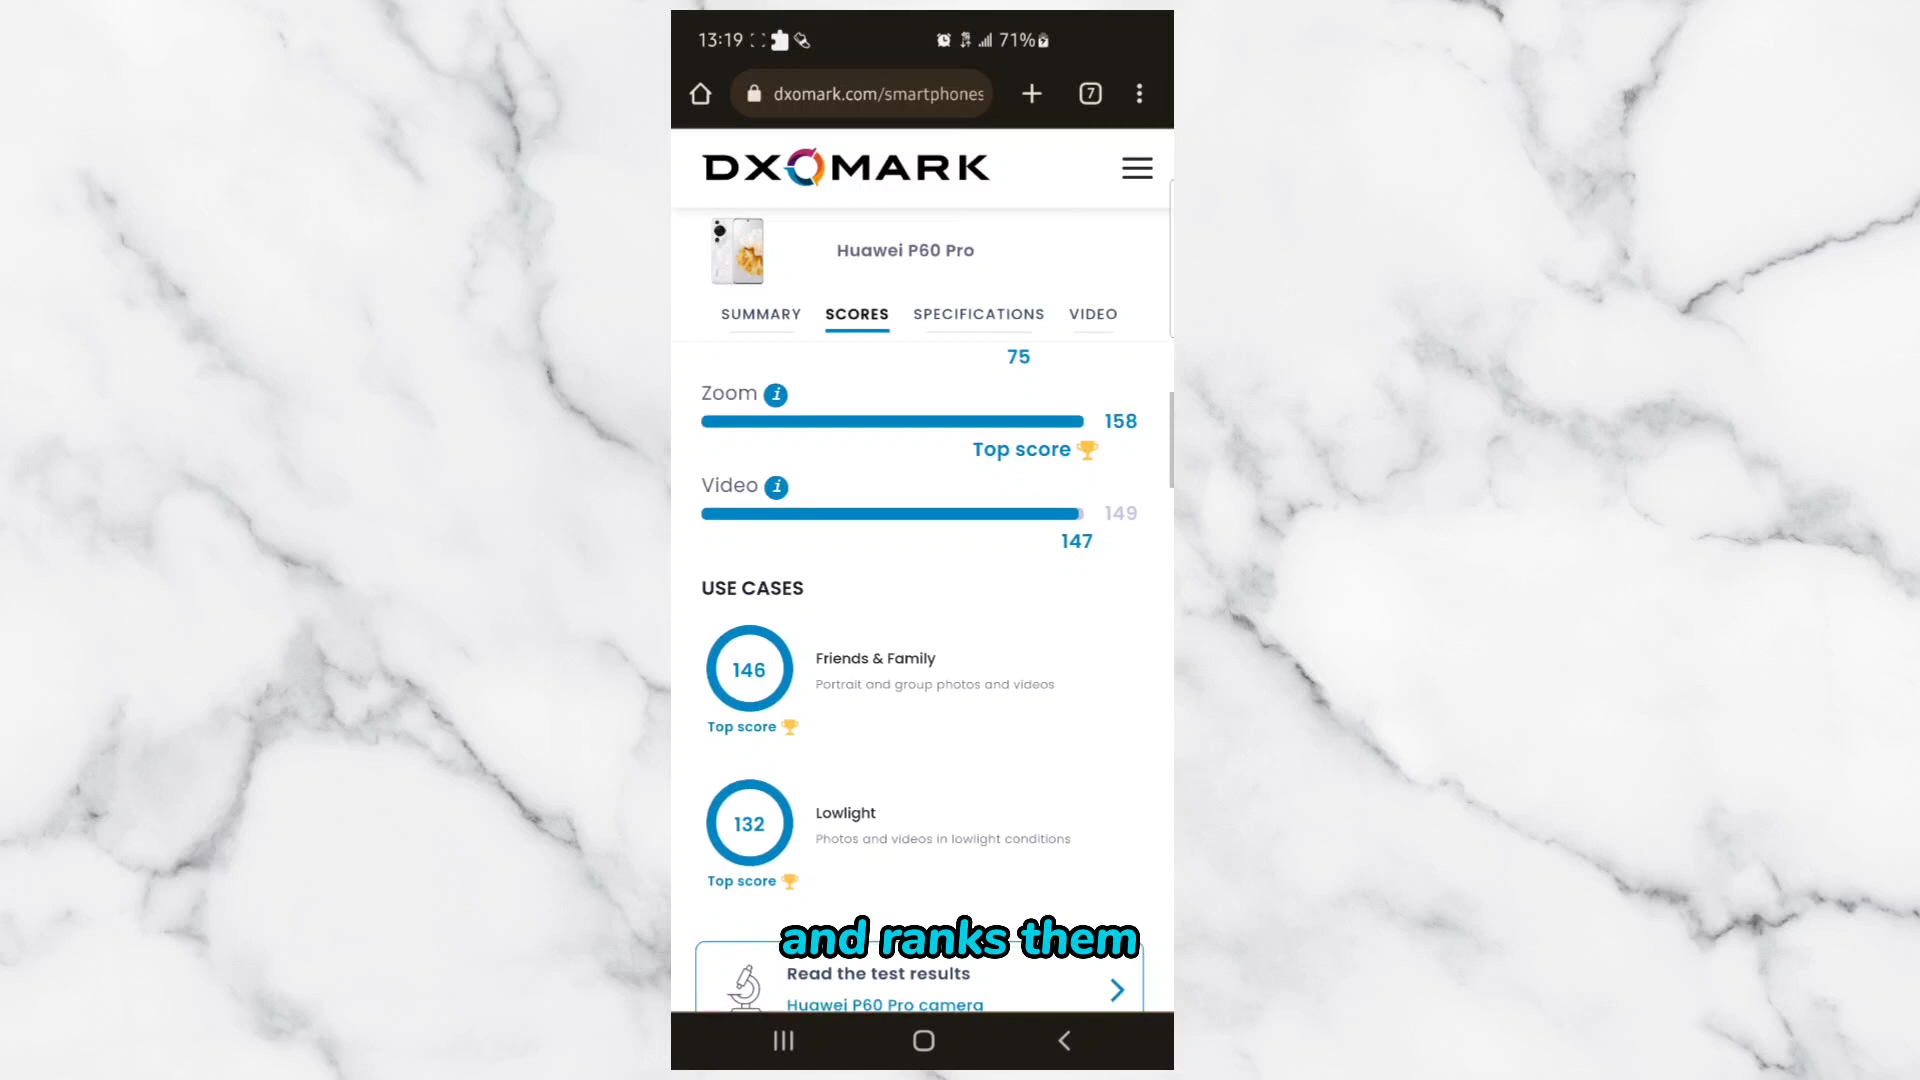 13:19 71%
dxomark.com/smartphones 7
DXOMARK
Huawei P60 Pro
SUMMARY SCORES SPECIFICATIONS VIDEO
75
Zoom i
158
Top score
Video i
149
147
USE CASES
146
Friends & Family
Portrait and group photos and videos
Top score
132
Lowlight
Photos and videos in lowlight conditions
Top score
and ranks them
Read the test results
Huawei P60 Pro camera